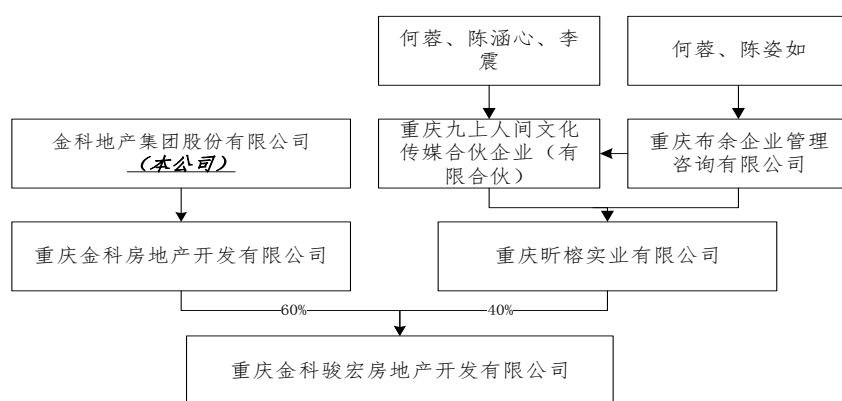 何蓉、陈涵心、李
震
何蓉、陈姿如
金科地产集团股份有限公司
（本公司）
重庆九上人间文化
传媒合伙企业（有
限合伙）
重庆布余企业管理
咨询有限公司
重庆金科房地产开发有限公司
重庆昕榕实业有限公司
60%
40%
重庆金科骏宏房地产开发有限公司